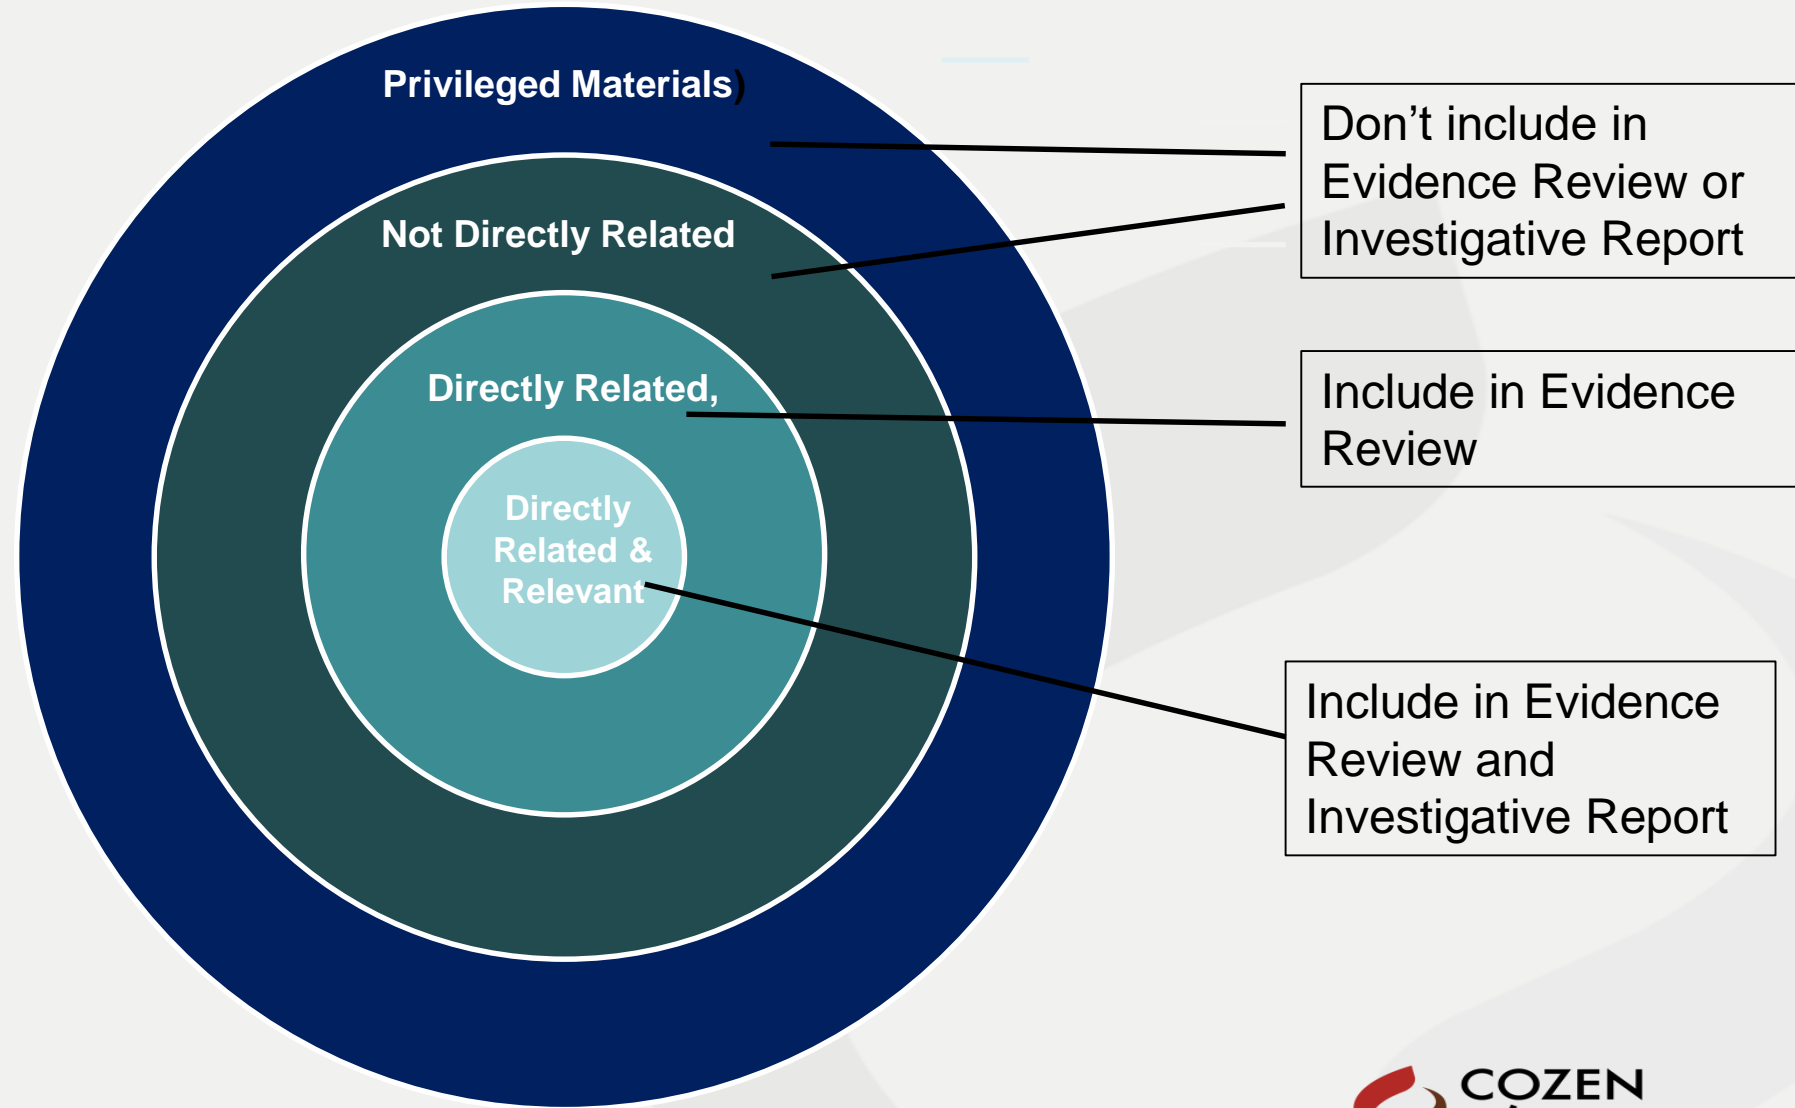 Privileged Materials)
Not Directly Related
Directly Related,
Directly
Related &
Relevant
Don’t include in
Evidence Review or
Investigative Report
Include in Evidence
Review
Include in Evidence
Review and
Investigative Report
COZEN